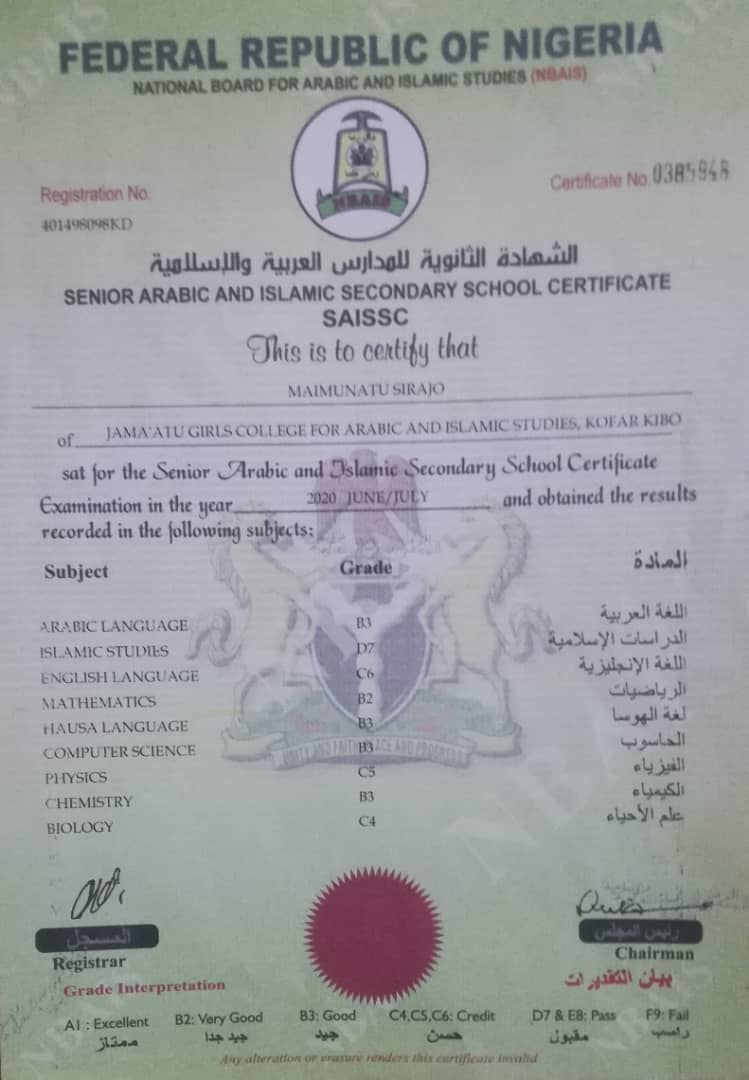 FEDERAL REPUBLIC OF NIGERIA
NATIONAL BOARD FOR ARABIC AND ISLAMIC STUDIES (NBAIS)
NBAIS
Registration No.
401498098KD
Certificate No. 0385948
الشهادة الثانوية للمدارس العربية والإسلامية
SENIOR ARABIC AND ISLAMIC SECONDARY SCHOOL CERTIFICATE
SAISSC
This is to certify that
MAIMUNATU SIRAJO
of JAMA'ATU GIRLS COLLEGE FOR ARABIC AND ISLAMIC STUDIES, KOFAR KIBO
sat for the Senior Arabic and Islamic Secondary School Certificate
Examination in the year 2020 JUNE/JULY and obtained the results
recorded in the following subjects:
Subject Grade المادة
ARABIC LANGUAGE B3 اللغة العربية
ISLAMIC STUDIES D7 الدراسات الإسلامية
ENGLISH LANGUAGE C6 اللغة الإنجليزية
MATHEMATICS B2 الرياضيات
HAUSA LANGUAGE B3 لغة الهوسا
COMPUTER SCIENCE B3 الحاسوب
PHYSICS C5 الفيزياء
CHEMISTRY B3 الكيمياء
BIOLOGY C4 علم الأحياء
UNITY AND FAITH PEACE AND PROGRESS
المسجل
Registrar
رئيس المجلس
Chairman
Grade Interpretation بيان التقديرات
A1 : Excellent B2: Very Good B3: Good C4,C5,C6: Credit D7 & E8: Pass F9: Fail
ممتاز جيد جدا جيد حسن مقبول راسب
Any alteration or erasure renders this certificate invalid